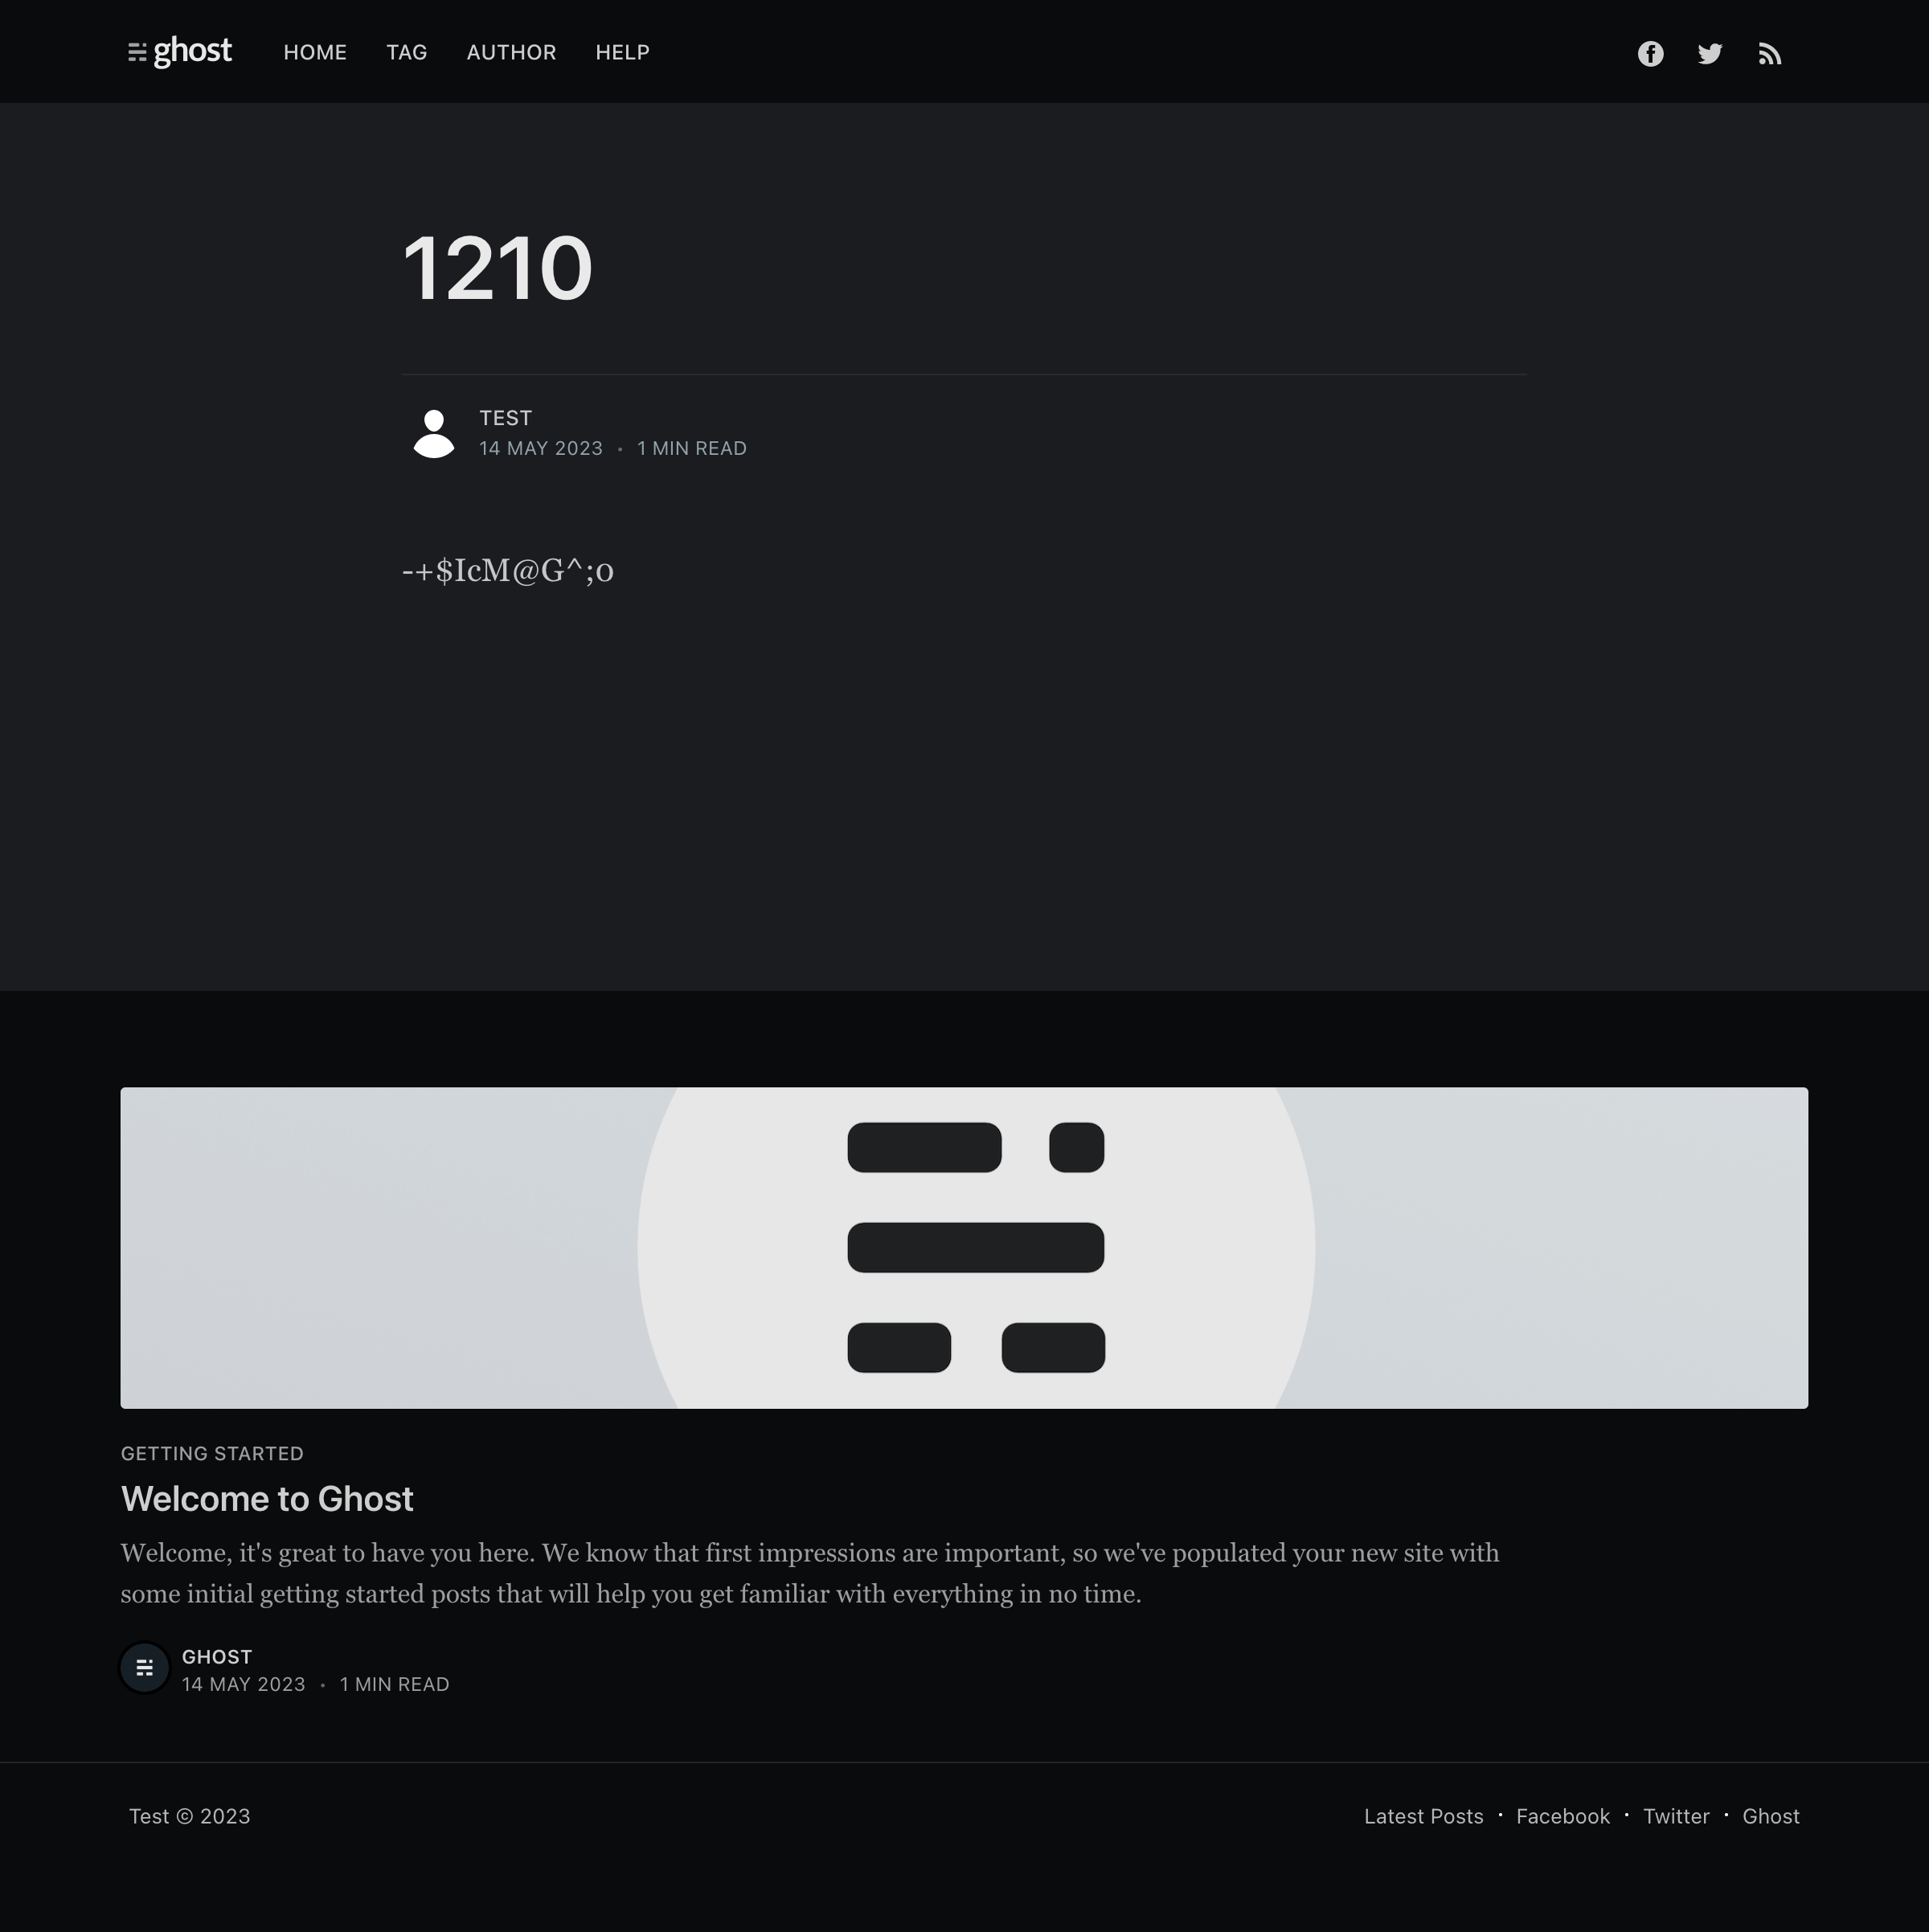 ghost HOME TAG AUTHOR HELP
1210
TEST
14 MAY 2023 • 1 MIN READ
-+$IcM@G^;o
GETTING STARTED
Welcome to Ghost
Welcome, it's great to have you here. We know that first impressions are important, so we've populated your new site with
some initial getting started posts that will help you get familiar with everything in no time.
GHOST
14 MAY 2023 • 1 MIN READ
Test © 2023
Latest Posts • Facebook • Twitter • Ghost